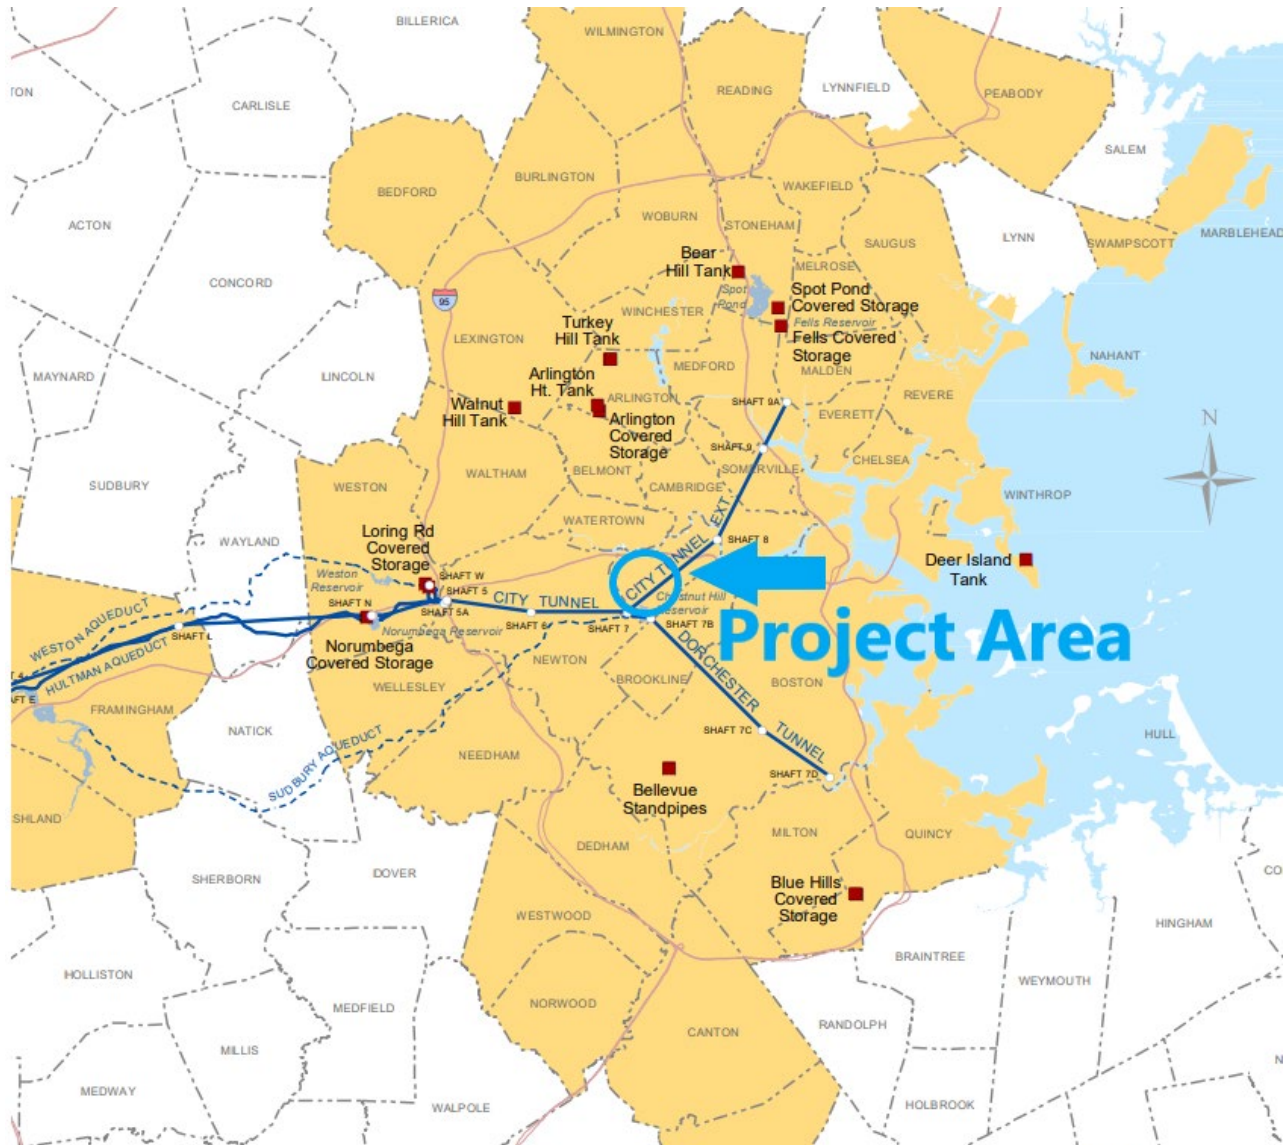 BILLERICA
WILMINGTON
READING
LYNNFIELD
PEABODY
CARLISLE
SALEM
BURLINGTON
BEDFORD
WAKEFIELD
ACTON
WOBURN
STONEHAM
LYNN
SAUGUS
SWAMPSCOTT
MARBLEHEAD
Bear
Hill Tank
MELROSE
CONCORD
95
Spot
Pond
Spot Pond
Covered Storage
WINCHESTER
Fells Reservoir
Turkey
Hill Tank
Fells Covered
Storage
LEXINGTON
NAHANT
MEDFORD
MALDEN
MAYNARD
LINCOLN
Arlington
Ht. Tank
REVERE
ARLINGTON
SHAFT 9A
Walnut
Hill Tank
EVERETT
Arlington
Covered
Storage
SHAFT 9
CHELSEA
WALTHAM
BELMONT
SOMERVILLE
SUDBURY
WESTON
CAMBRIDGE
WINTHROP
N
WATERTOWN
Loring Rd
Covered
Storage
WAYLAND
SHAFT 8
Deer Island
Tank
Weston
Reservoir
SHAFT W
SHAFT 5
CITY TUNNEL EXT
Chestnut Hill
Reservoir
SHAFT N
SHAFT 5A
CITY TUNNEL
WESTON AQUEDUCT
SHAFT L
SHAFT 6
SHAFT 7
SHAFT 7B
Norumbega Reservoir
Project Area
HULTMAN AQUEDUCT
Norumbega
Covered Storage
NEWTON
DORCHESTER TUNNEL
WELLESLEY
BROOKLINE
BOSTON
FRAMINGHAM
NATICK
SHAFT 7C
HULL
NEEDHAM
SUDBURY AQUEDUCT
SHAFT 7D
Bellevue
Standpipes
SHLAND
MILTON
QUINCY
DEDHAM
SHERBORN
DOVER
Blue Hills
Covered
Storage
WESTWOOD
HINGHAM
BRAINTREE
HOLLISTON
WEYMOUTH
MEDFIELD
NORWOOD
CANTON
RANDOLPH
MILLIS
MEDWAY
WALPOLE
HOLBROOK